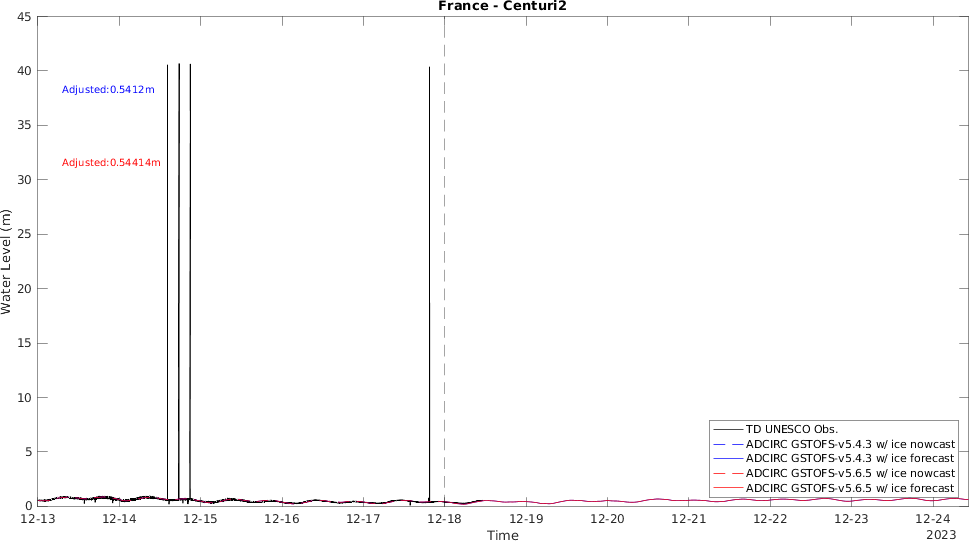 France - Centuri2
45
40
35
30
25
20
15
10
5
0
Water Level (m)
Adjusted:0.5412m
Adjusted:0.54414m
TD UNESCO Obs.
ADCIRC GSTOFS-v5.4.3 w/ ice nowcast
ADCIRC GSTOFS-v5.4.3 w/ ice forecast
ADCIRC GSTOFS-v5.6.5 w/ ice nowcast
ADCIRC GSTOFS-v5.6.5 w/ ice forecast
12-13 12-14 12-15 12-16 12-17 12-18 12-19 12-20 12-21 12-22 12-23 12-24
2023
Time